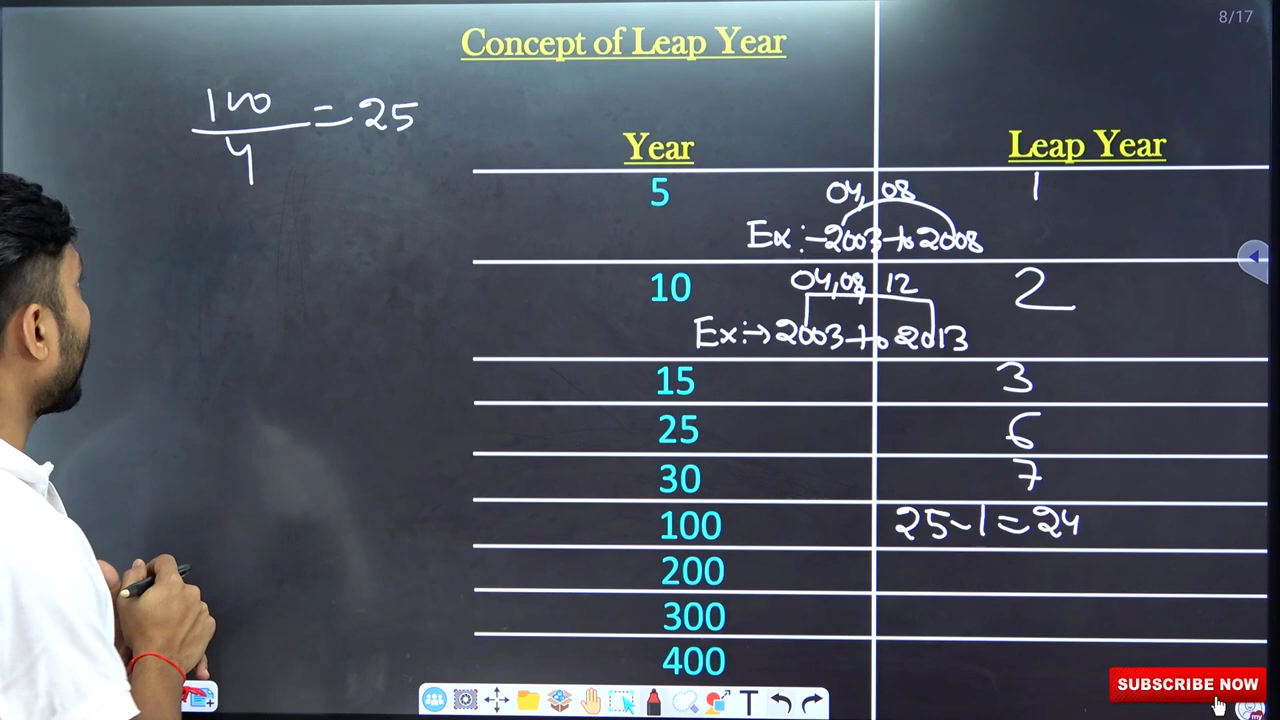 8/17
Concept of Leap Year
100
4
= 25
Year Leap Year
5 04, 08 1
Ex:- 2003 to 2008
10 04,08, 12 2
Ex:→ 2003 to 2013
15 3
25 6
30 7
100 25-1=24
200
300
400
T
SUBSCRIBE NOW